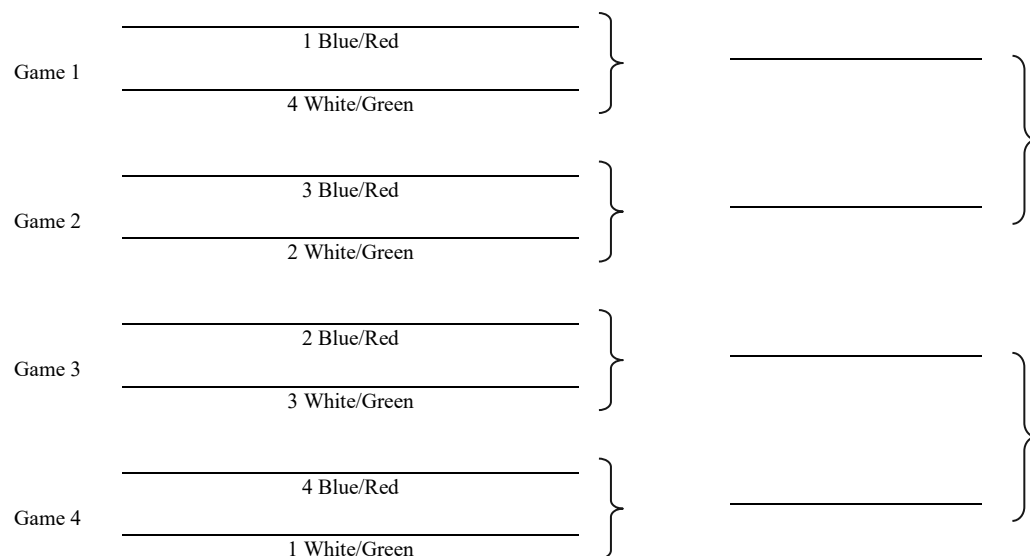 1 Blue/Red
Game 1
4 White/Green
3 Blue/Red
Game 2
2 White/Green
2 Blue/Red
Game 3
3 White/Green
4 Blue/Red
Game 4
1 White/Green